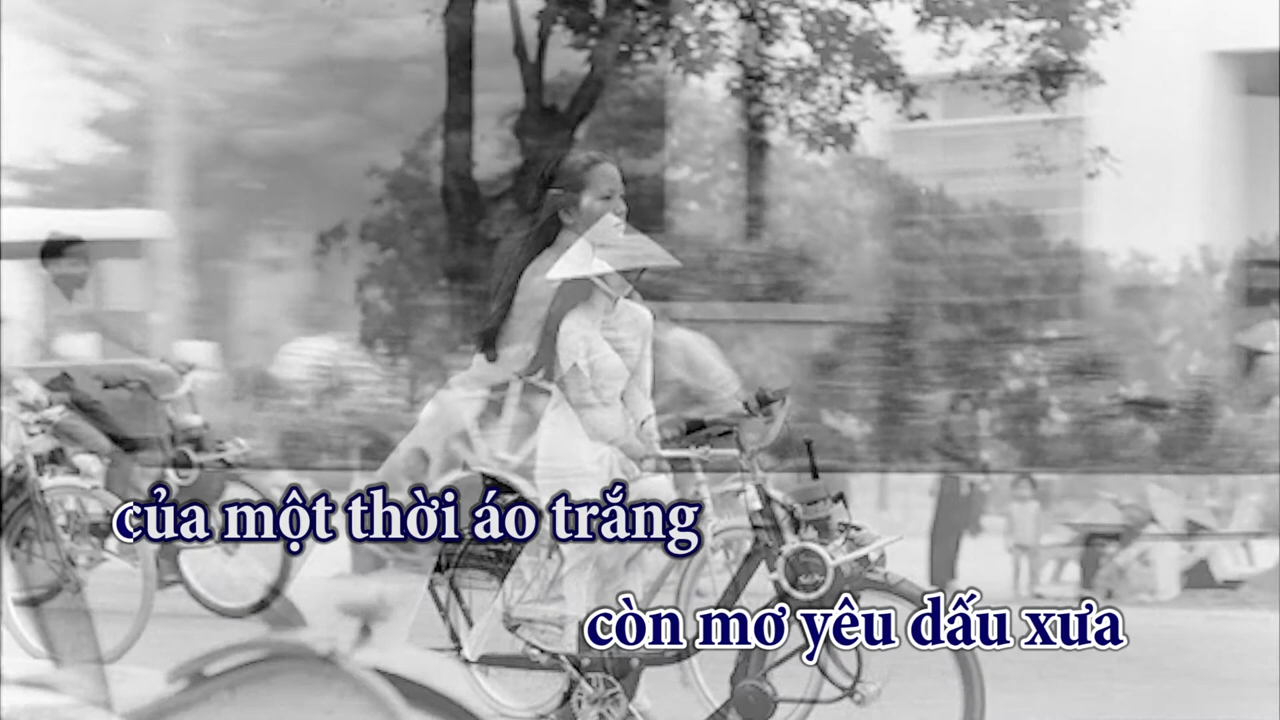 của một thời áo trắng
còn mơ yêu dấu xưa